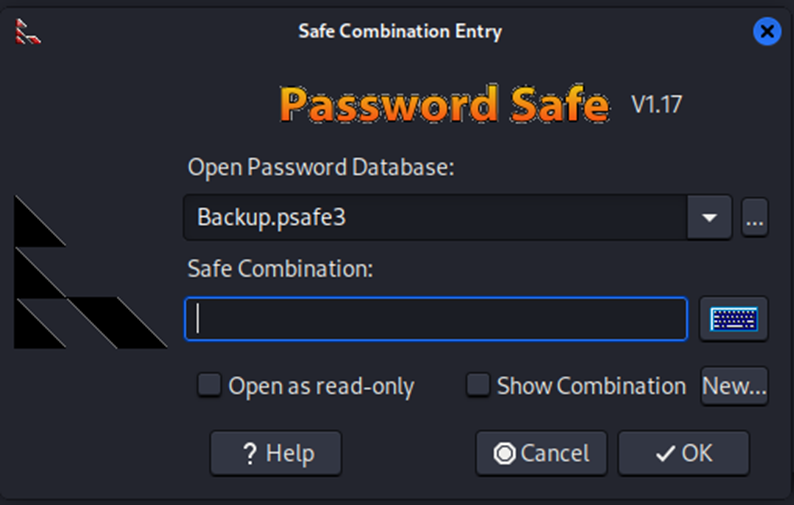 Safe Combination Entry
Password Safe V1.17
Open Password Database:
Backup.psafe3
...
Safe Combination:
Open as read-only Show Combination New...
? Help Cancel OK